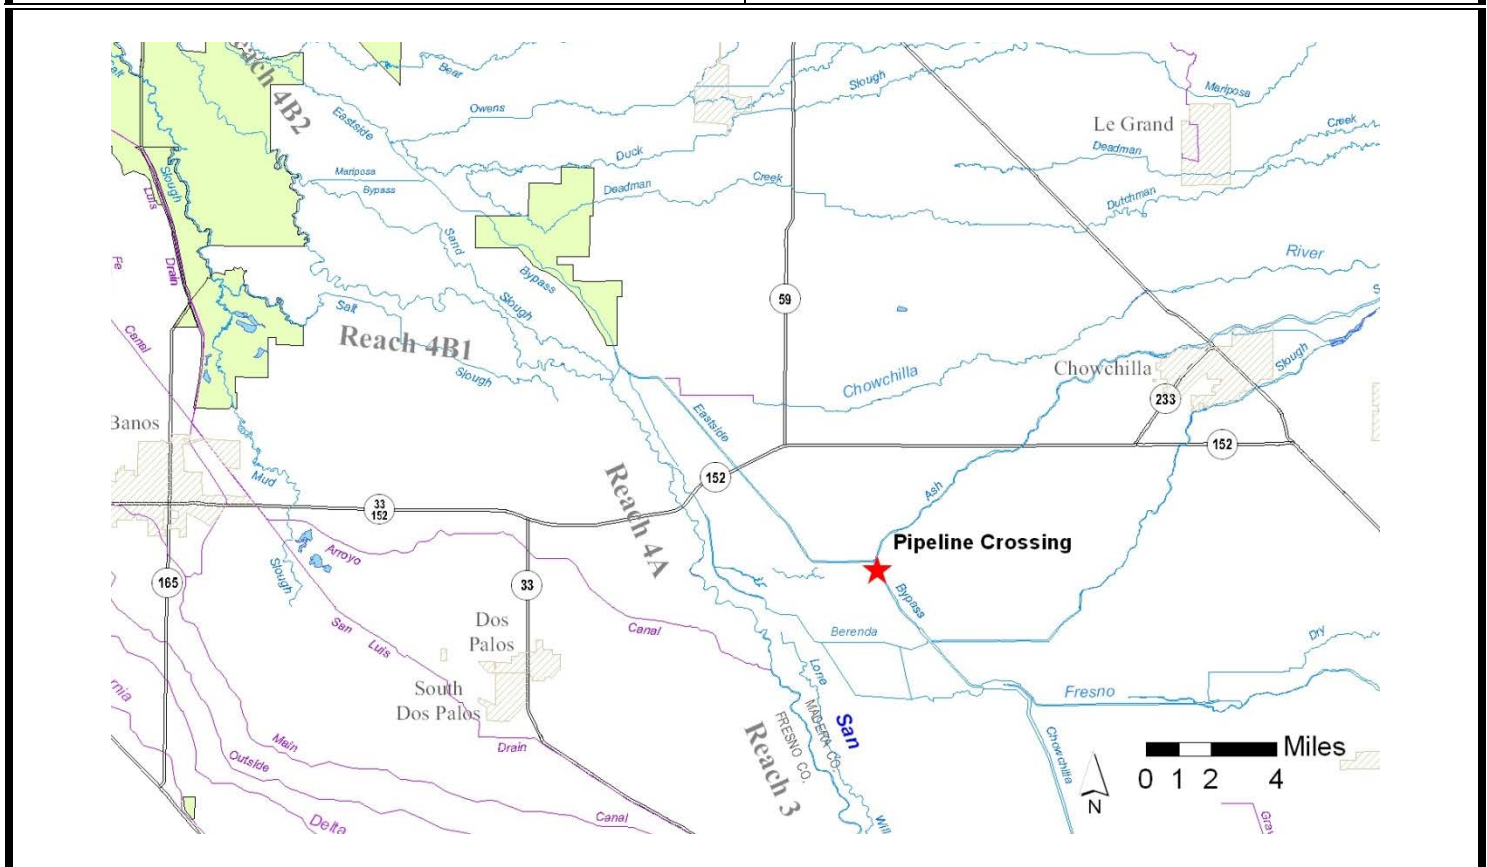 Reach 4B2
Bear
Slough
Mariposa
Owens
Eastside
Le Grand
Creek
Deadman
Duck
Mariposa
Bypass
Deadman
Creek
Slough
Luis
Dutchman
Sand
River
Fe
Drain
Bypass
Slough
59
Salt
Canal
Reach 4B1
Slough
Chowchilla
Slough
Chowchilla
233
Banos
Eastside
152
152
Mud
Reach 4A
Ash
33
152
Pipeline Crossing
Arroyo
165
Slough
33
Bypass
Dos
Palos
San
Luis
Canal
Berenda
Dry
Lone
South
Dos Palos
Fresno
MADERA CO.
FRESNO CO.
San
Reach 3
Main
Drain
Chowchilla
Outside
Miles
0 1 2 4
N
Delta
Canal